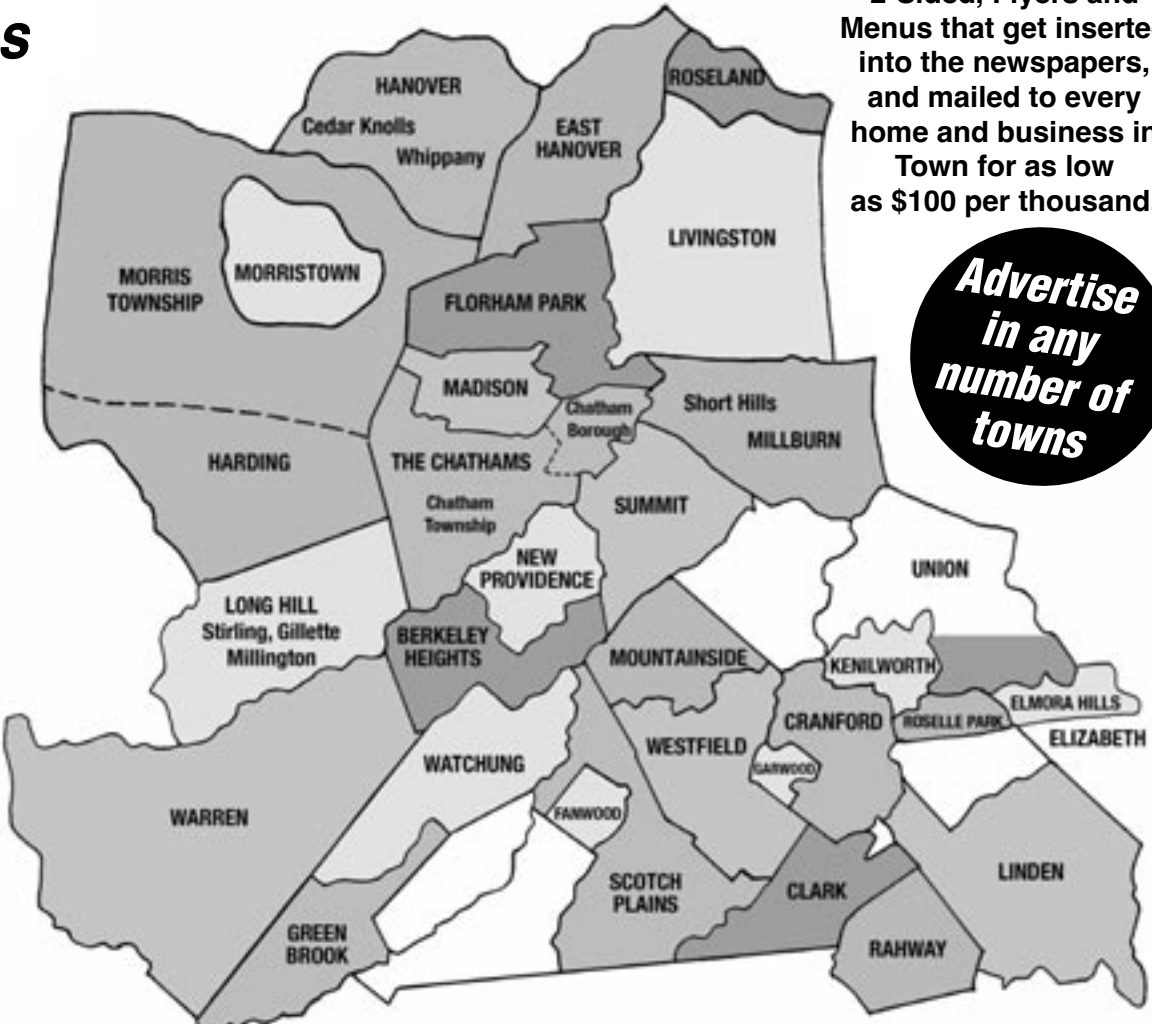 s
2-Sided, Flyers and
Menus that get inserte
into the newspapers,
and mailed to every
home and business in
Town for as low
as $100 per thousand.
Advertise
in any
number of
towns
HANOVER
Cedar Knolls
Whippany
EAST
HANOVER
ROSELAND
LIVINGSTON
MORRIS
TOWNSHIP
MORRISTOWN
FLORHAM PARK
MADISON
Chatham
Borough
Short Hills
MILLBURN
HARDING
THE CHATHAMS
Chatham
Township
SUMMIT
NEW
PROVIDENCE
UNION
LONG HILL
Stirling, Gillette
Millington
BERKELEY
HEIGHTS
MOUNTAINSIDE
KENILWORTH
ELMORA HILLS
ROSELLE PARK
ELIZABETH
CRANFORD
WESTFIELD
GARWOOD
WATCHUNG
WARREN
FANWOOD
SCOTCH
PLAINS
CLARK
LINDEN
GREEN
BROOK
RAHWAY